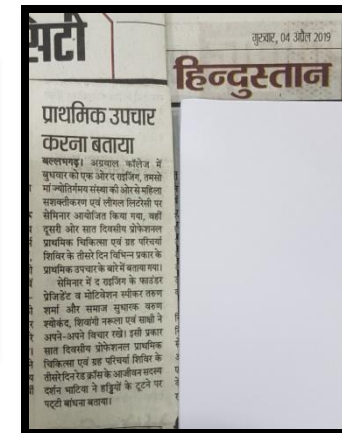 सिटी
गुरुवार, 04 अप्रैल 2019
हिन्दुस्तान
प्राथमिक उपचार
करना बताया
बल्लभगढ़। अग्रवाल कॉलेज में
बुधवार को एक ओर द राइजिंग, तमसो
मां ज्योतिर्गमय संस्था की ओर से महिला
सशक्तीकरण एवं लीगल लिटरेसी पर
सेमिनार आयोजित किया गया, वहीं
दूसरी ओर सात दिवसीय प्रोफेशनल
प्राथमिक चिकित्सा एवं ग्रह परिचर्या
शिविर के तीसरे दिन विभिन्न प्रकार के
प्राथमिक उपचार के बारे में बताया गया।
सेमिनार में द राइजिंग के फाउंडर
प्रेजिडेंट व मोटिवेशन स्पीकर तरुण
शर्मा और समाज सुधारक वरुण
श्योकंद, शिवांगी नरूला एवं साक्षी ने
अपने-अपने विचार रखे। इसी प्रकार
सात दिवसीय प्रोफेशनल प्राथमिक
चिकित्सा एवं ग्रह परिचर्या शिविर के
तीसरे दिन रेड क्रॉस के आजीवन सदस्य
दर्शन भाटिया ने हड्डियों के टूटने पर
पट्टी बांधना बताया।